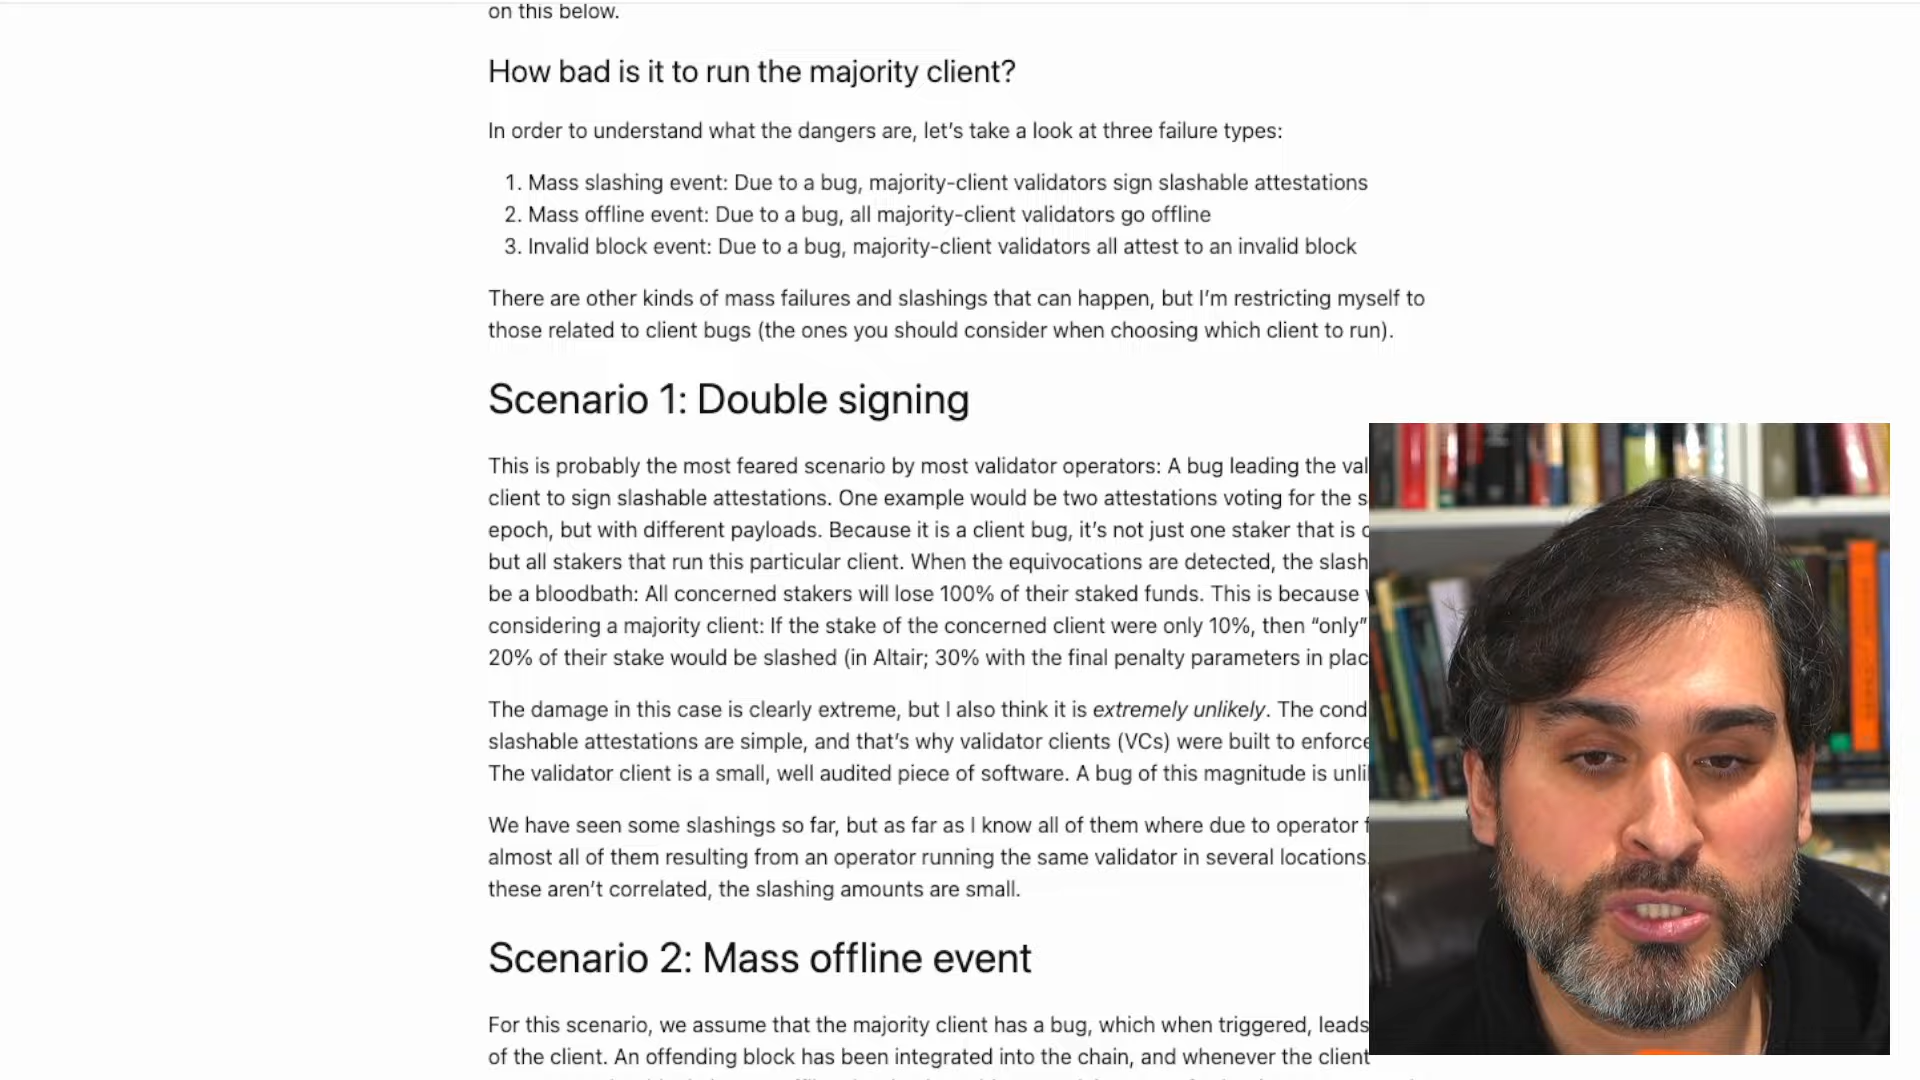 on this below.
How bad is it to run the majority client?
In order to understand what the dangers are, let’s take a look at three failure types:
1. Mass slashing event: Due to a bug, majority-client validators sign slashable attestations
2. Mass offline event: Due to a bug, all majority-client validators go offline
3. Invalid block event: Due to a bug, majority-client validators all attest to an invalid block
There are other kinds of mass failures and slashings that can happen, but I’m restricting myself to
those related to client bugs (the ones you should consider when choosing which client to run).
Scenario 1: Double signing
This is probably the most feared scenario by most validator operators: A bug leading the val
client to sign slashable attestations. One example would be two attestations voting for the s
epoch, but with different payloads. Because it is a client bug, it’s not just one staker that is
but all stakers that run this particular client. When the equivocations are detected, the slash
be a bloodbath: All concerned stakers will lose 100% of their staked funds. This is because
considering a majority client: If the stake of the concerned client were only 10%, then “only”
20% of their stake would be slashed (in Altair; 30% with the final penalty parameters in plac
The damage in this case is clearly extreme, but I also think it is extremely unlikely. The cond
slashable attestations are simple, and that’s why validator clients (VCs) were built to enforce
The validator client is a small, well audited piece of software. A bug of this magnitude is unli
We have seen some slashings so far, but as far as I know all of them where due to operator f
almost all of them resulting from an operator running the same validator in several locations.
these aren’t correlated, the slashing amounts are small.
Scenario 2: Mass offline event
For this scenario, we assume that the majority client has a bug, which when triggered, leads
of the client. An offending block has been integrated into the chain, and whenever the client